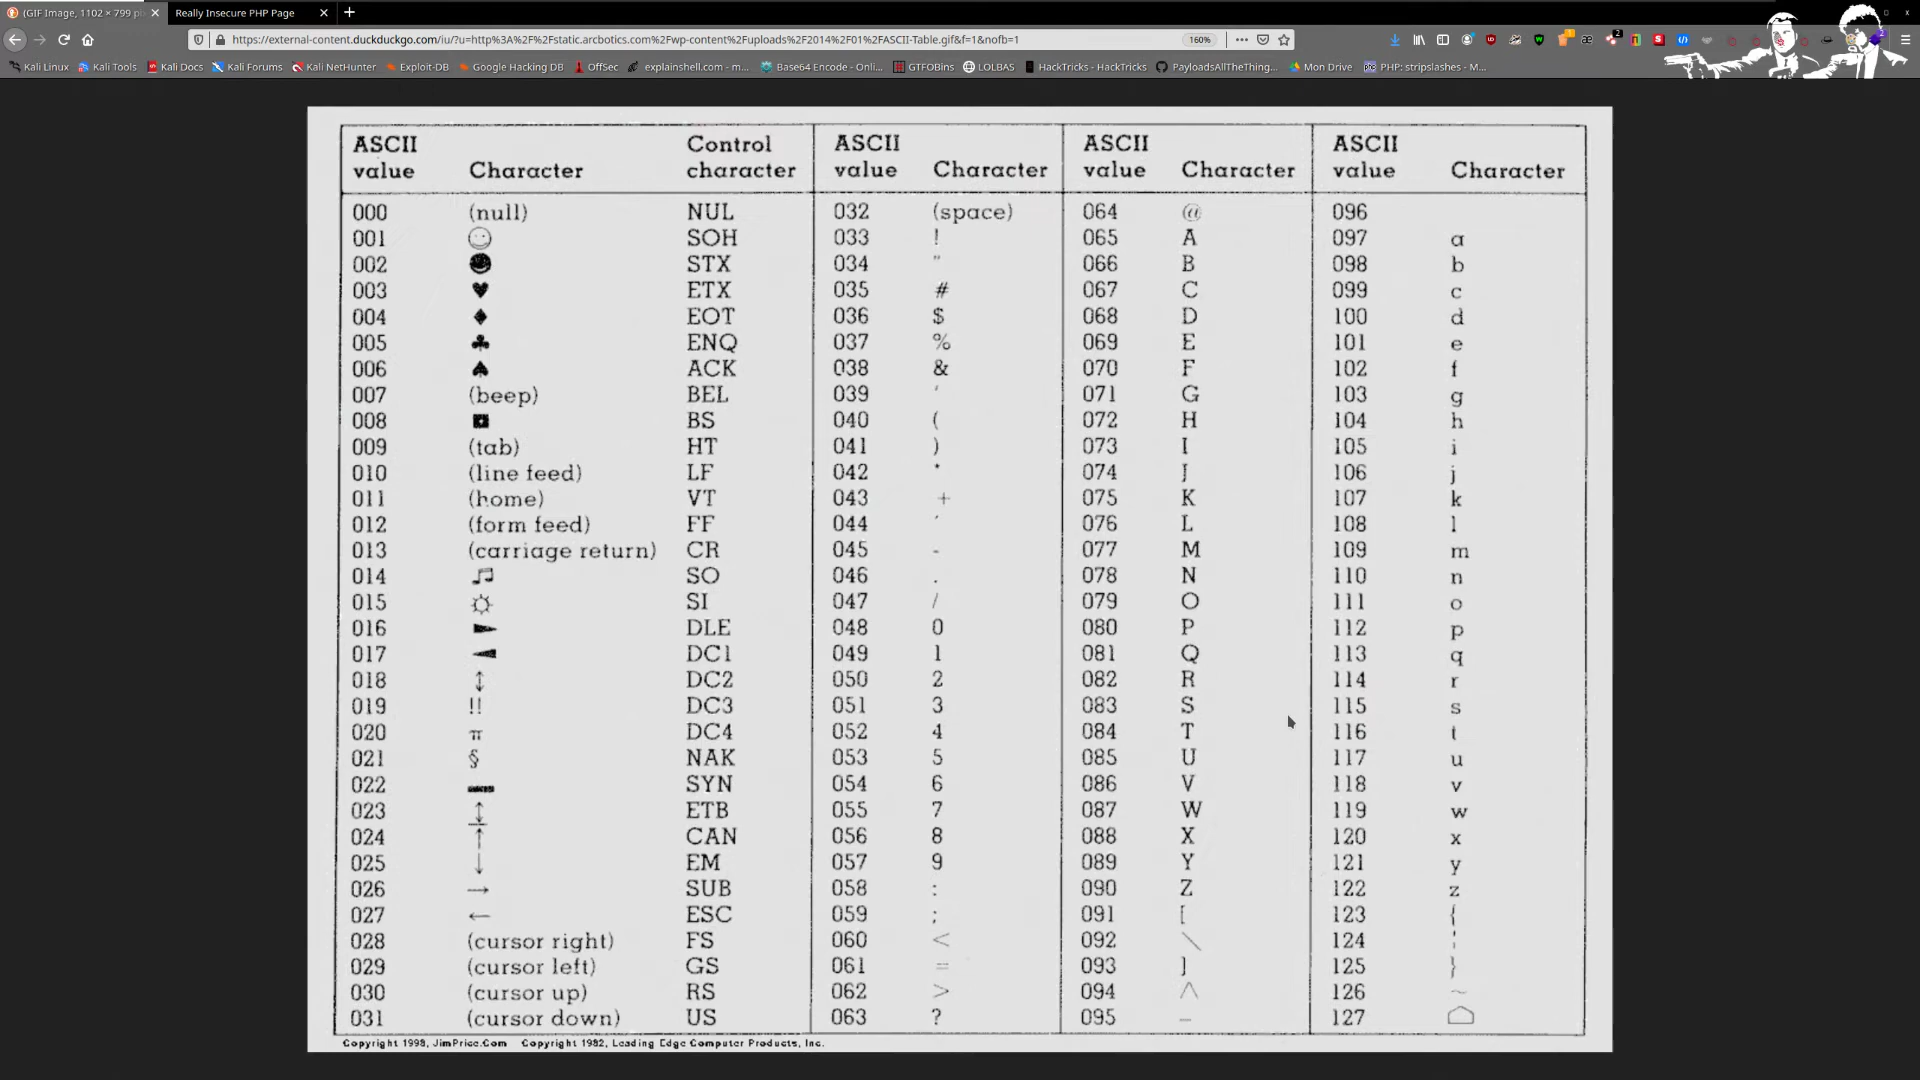 (GIF Image, 1102 × 799 pi
Really Insecure PHP Page
https://external-content.duckduckgo.com/iu/?u=http%3A%2F%2Fstatic.arcbotics.com%2Fwp-content%2Fuploads%2F2014%2F01%2FASCII-Table.gif&f=1&nofb=1
160%
Kali Linux Kali Tools Kali Docs Kali Forums Kali NetHunter Exploit-DB Google Hacking DB OffSec explainshell.com - m... Base64 Encode - Onli... GTFOBins LOLBAS HackTricks - HackTricks PayloadsAllTheThing... Mon Drive PHP: stripslashes - M...
ASCII Control ASCII ASCII ASCII
value Character character value Character value Character value Character
000 (null) NUL 032 (space) 064 @ 096
001 ☺ SOH 033 ! 065 A 097 a
002 ☻ STX 034 " 066 B 098 b
003 ♥ ETX 035 # 067 C 099 c
004 ♦ EOT 036 $ 068 D 100 d
005 ♣ ENQ 037 % 069 E 101 e
006 ♠ ACK 038 & 070 F 102 f
007 (beep) BEL 039 ' 071 G 103 g
008 ◘ BS 040 ( 072 H 104 h
009 (tab) HT 041 ) 073 I 105 i
010 (line feed) LF 042 * 074 J 106 j
011 (home) VT 043 + 075 K 107 k
012 (form feed) FF 044 ' 076 L 108 l
013 (carriage return) CR 045 - 077 M 109 m
014 ♫ SO 046 . 078 N 110 n
015 ☼ SI 047 / 079 O 111 o
016 ► DLE 048 0 080 P 112 p
017 ◄ DC1 049 1 081 Q 113 q
018 ↕ DC2 050 2 082 R 114 r
019 !! DC3 051 3 083 S 115 s
020 π DC4 052 4 084 T 116 t
021 § NAK 053 5 085 U 117 u
022 ▬ SYN 054 6 086 V 118 v
023 ↨ ETB 055 7 087 W 119 w
024 ↑ CAN 056 8 088 X 120 x
025 ↓ EM 057 9 089 Y 121 y
026 → SUB 058 : 090 Z 122 z
027 ← ESC 059 ; 091 [ 123 {
028 (cursor right) FS 060 < 092 \ 124 ¦
029 (cursor left) GS 061 = 093 ] 125 }
030 (cursor up) RS 062 > 094 ∧ 126 ~
031 (cursor down) US 063 ? 095 _ 127 ⌂
Copyright 1998, JimPrice.Com Copyright 1982, Leading Edge Computer Products, Inc.